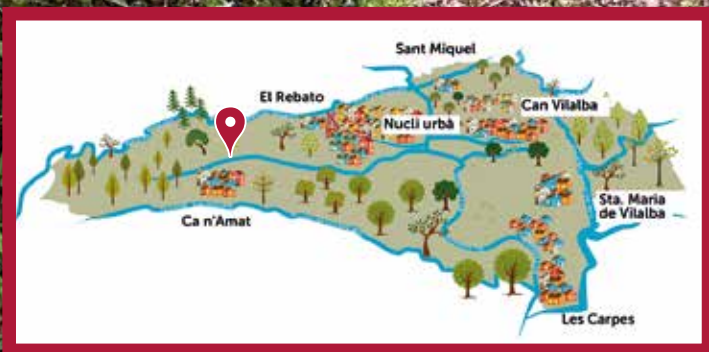 Sant Miquel
El Rebato
Can Vilalba
Nucli urbà
Sta. Maria
de Vilalba
Ca n'Amat
Les Carpes